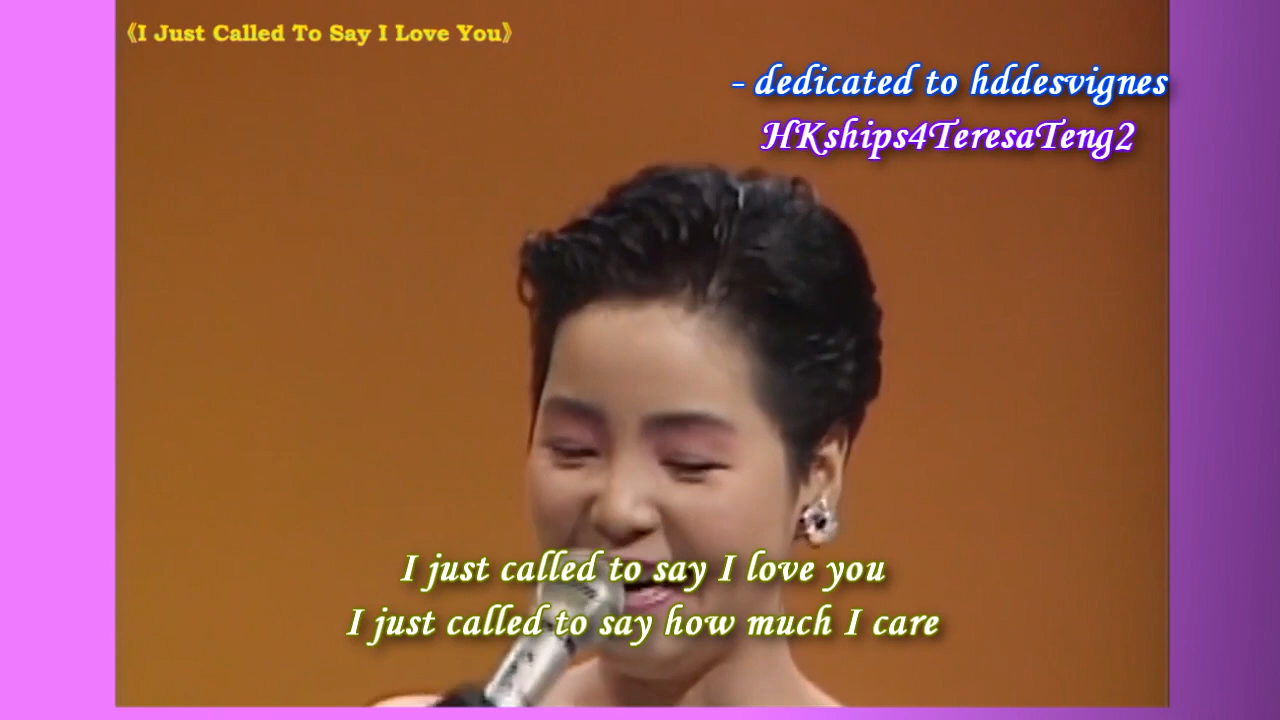 《I Just Called To Say I Love You》
- dedicated to hddesvignes
HKships4TeresaTeng2
I just called to say I love you
I just called to say how much I care